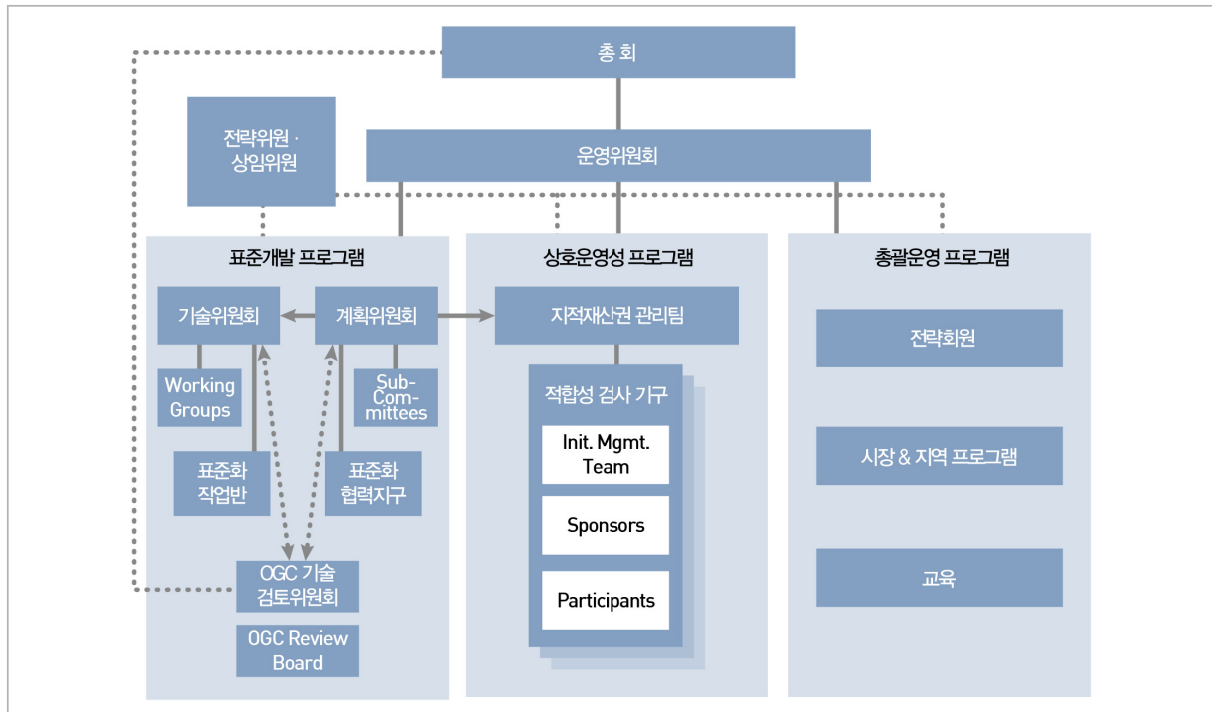 총 회
전략위원 ·
상임위원
운영위원회
표준개발 프로그램
기술위원회
계획위원회
Working
Groups
Sub-
Com-
mittees
표준화
작업반
표준화
협력지구
OGC 기술
검토위원회
OGC Review
Board
상호운영성 프로그램
지적재산권 관리팀
적합성 검사 기구
Init. Mgmt.
Team
Sponsors
Participants
총괄운영 프로그램
전략회원
시장 & 지역 프로그램
교육